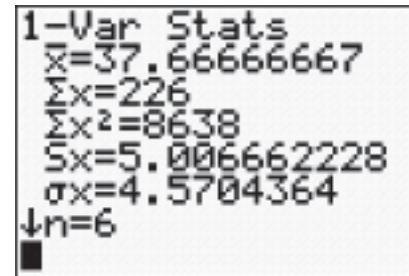 1-Var Stats
x̄=37.66666667
Σx=226
Σx²=8638
Sx=5.006662228
σx=4.5704364
↓n=6